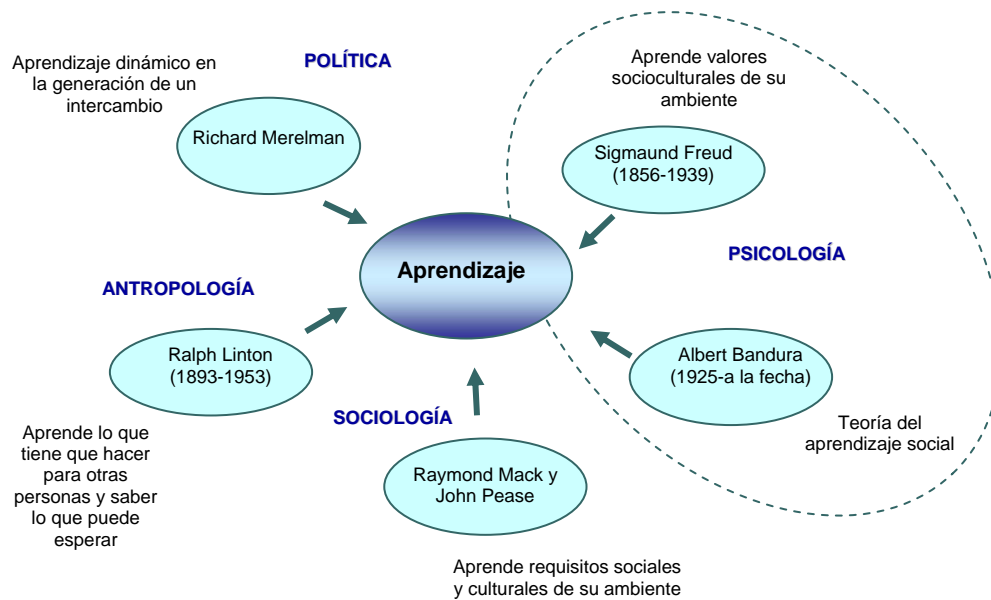 POLÍTICA
Aprendizaje dinámico en
la generación de un
intercambio
Richard Merelman
Aprende valores
socioculturales de su
ambiente
Sigmaund Freud
(1856-1939)
PSICOLOGÍA
Aprendizaje
ANTROPOLOGÍA
Ralph Linton
(1893-1953)
Aprende lo que
tiene que hacer
para otras
personas y saber
lo que puede
esperar
SOCIOLOGÍA
Raymond Mack y
John Pease
Aprende requisitos sociales
y culturales de su ambiente
Albert Bandura
(1925-a la fecha)
Teoría del
aprendizaje social